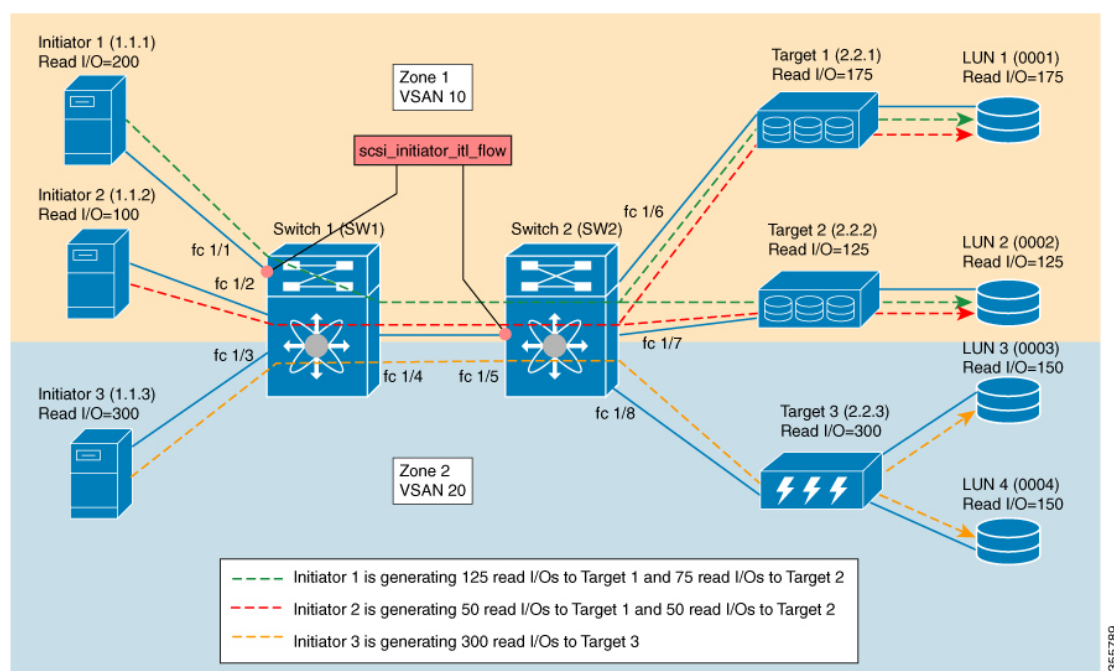 Initiator 1 (1.1.1)
Read I/O=200
Zone 1
VSAN 10
Target 1 (2.2.1)
Read I/O=175
LUN 1 (0001)
Read I/O=175
scsi_initiator_itl_flow
Initiator 2 (1.1.2)
Read I/O=100
fc 1/1
Switch 1 (SW1)
Switch 2 (SW2)
fc 1/6
Target 2 (2.2.2)
Read I/O=125
LUN 2 (0002)
Read I/O=125
fc 1/2
fc 1/3
fc 1/4
fc 1/5
fc 1/7
Initiator 3 (1.1.3)
Read I/O=300
fc 1/8
Target 3 (2.2.3)
Read I/O=300
LUN 3 (0003)
Read I/O=150
Zone 2
VSAN 20
LUN 4 (0004)
Read I/O=150
Initiator 1 is generating 125 read I/Os to Target 1 and 75 read I/Os to Target 2
Initiator 2 is generating 50 read I/Os to Target 1 and 50 read I/Os to Target 2
Initiator 3 is generating 300 read I/Os to Target 3
355789